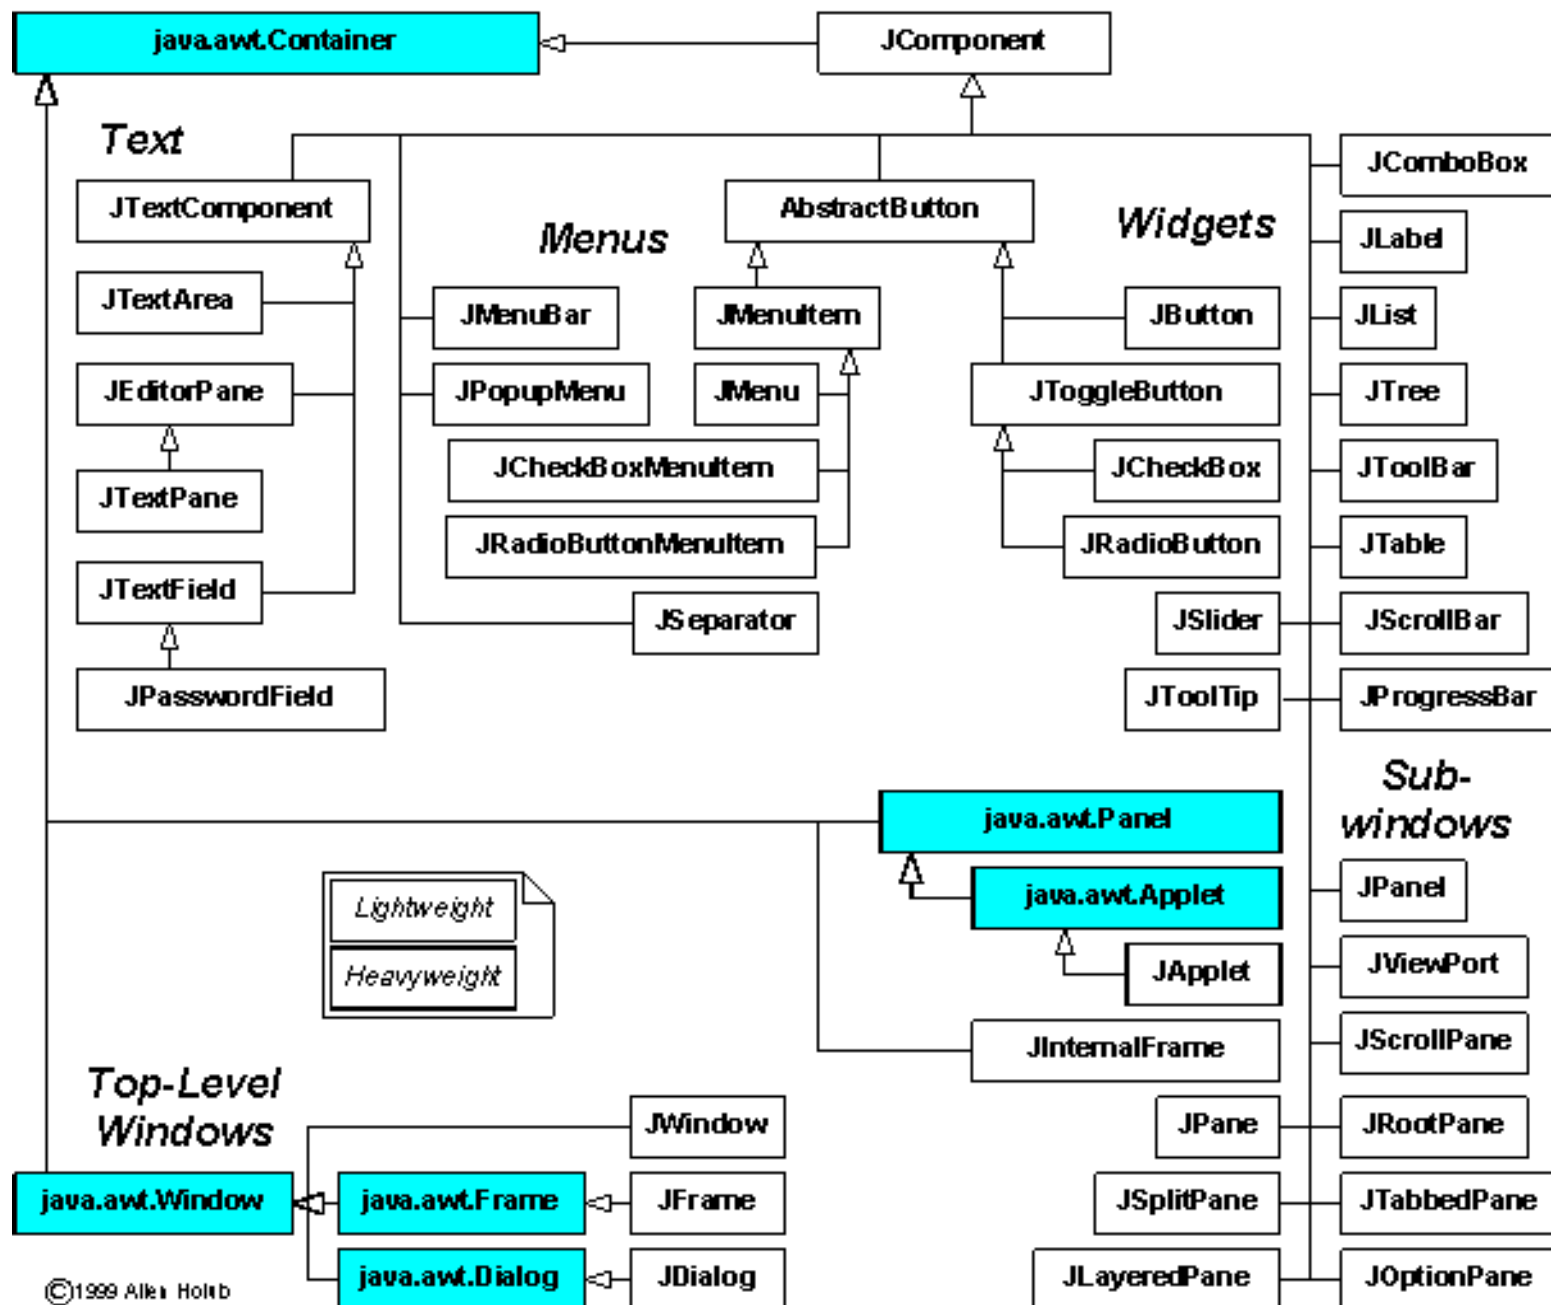 java.awt.Container
JComponent
Text
JComboBox
JTextComponent
AbstractButton
Menus
Widgets
JLabel
JTextArea
JMenuBar
JMenuItem
JButton
JList
JEditorPane
JPopupMenu
JMenu
JToggleButton
JTree
JTextPane
JCheckBoxMenuItem
JCheckBox
JToolBar
JTextField
JRadioButtonMenuItem
JRadioButton
JTable
JSeparator
JSlider
JScrollBar
JPasswordField
JToolTip
JProgressBar
Sub-
windows
java.awt.Panel
Lightweight
Heavyweight
java.awt.Applet
JPanel
JApplet
JViewPort
JInternalFrame
JScrollPane
Top-Level
Windows
JWindow
JPane
JRootPane
java.awt.Window
java.awt.Frame
JFrame
JSplitPane
JTabbedPane
java.awt.Dialog
JDialog
JLayeredPane
JOptionPane
©1999 Allen Holub